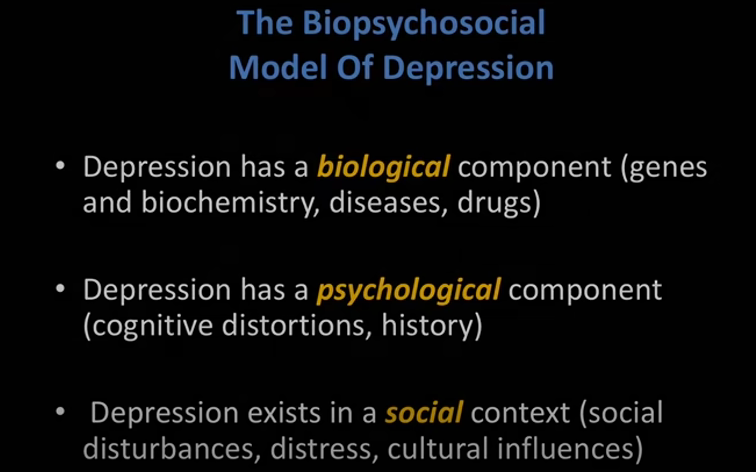 The Biopsychosocial
Model Of Depression
• Depression has a biological component (genes
and biochemistry, diseases, drugs)
• Depression has a psychological component
(cognitive distortions, history)
• Depression exists in a social context (social
disturbances, distress, cultural influences)